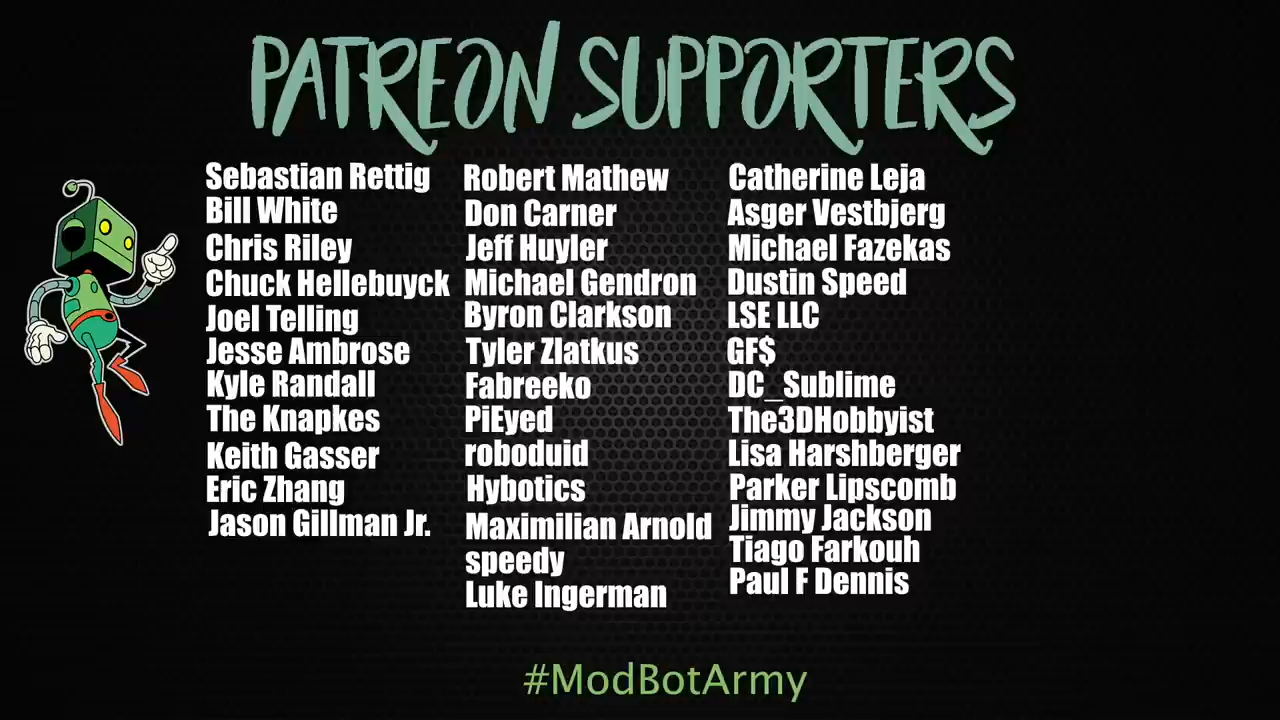 PATREON SUPPORTERS
Sebastian Rettig
Bill White
Chris Riley
Chuck Hellebuyck
Joel Telling
Jesse Ambrose
Kyle Randall
The Knapkes
Keith Gasser
Eric Zhang
Jason Gillman Jr.
Robert Mathew
Don Carner
Jeff Huyler
Michael Gendron
Byron Clarkson
Tyler Zlatkus
Fabreeko
PiEyed
roboduid
Hybotics
Maximilian Arnold
speedy
Luke Ingerman
Catherine Leja
Asger Vestbjerg
Michael Fazekas
Dustin Speed
LSE LLC
GF$
DC_Sublime
The3DHobbyist
Lisa Harshberger
Parker Lipscomb
Jimmy Jackson
Tiago Farkouh
Paul F Dennis
#ModBotArmy